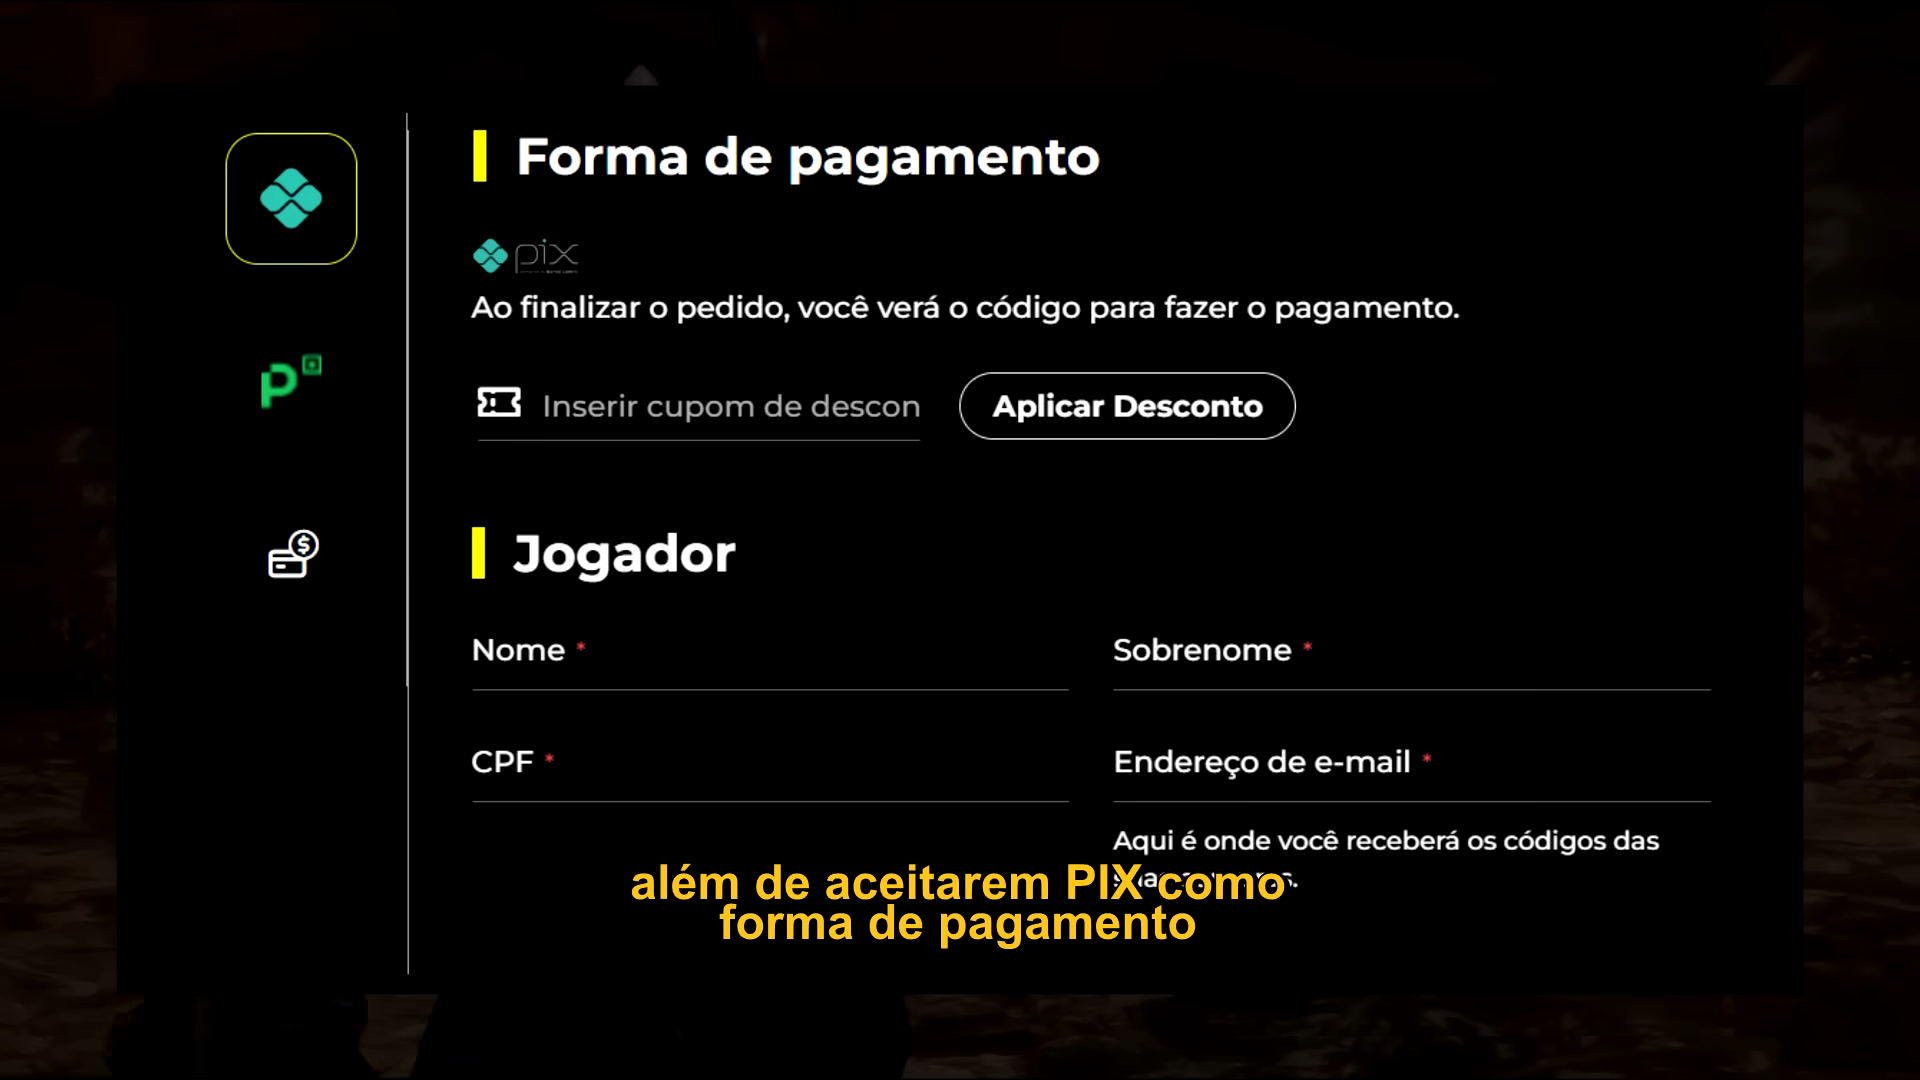 Forma de pagamento
pix
Ao finalizar o pedido, você verá o código para fazer o pagamento.
Inserir cupom de descon
Aplicar Desconto
Jogador
Nome *
Sobrenome *
CPF *
Endereço de e-mail *
Aqui é onde você receberá os códigos das
além de aceitarem PIX como
forma de pagamento